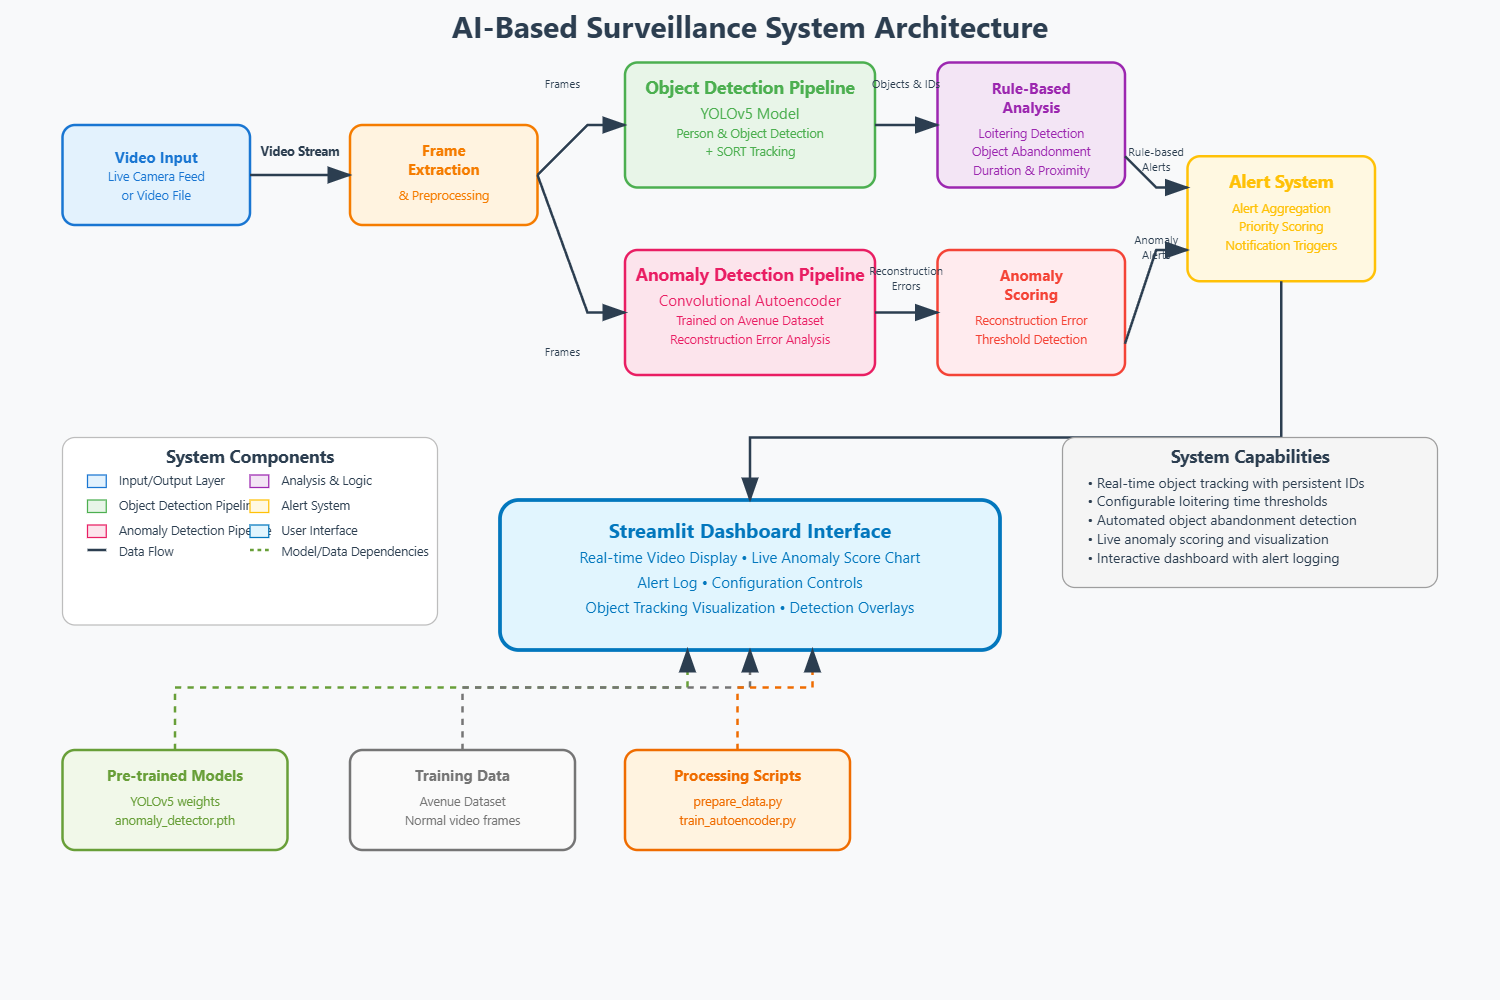 AI-Based Surveillance System Architecture
Video Input
Live Camera Feed
or Video File
Video Stream
Frame
Extraction
& Preprocessing
Frames
Frames
Object Detection Pipeline
YOLOv5 Model
Person & Object Detection
+ SORT Tracking
Objects & IDs
Rule-Based
Analysis
Loitering Detection
Object Abandonment
Duration & Proximity
Rule-based
Alerts
Anomaly Detection Pipeline
Convolutional Autoencoder
Trained on Avenue Dataset
Reconstruction Error Analysis
Reconstruction
Errors
Anomaly
Scoring
Reconstruction Error
Threshold Detection
Anomaly
Alerts
Alert System
Alert Aggregation
Priority Scoring
Notification Triggers
System Components
Input/Output Layer
Analysis & Logic
Object Detection Pipelin
Alert System
Anomaly Detection Pipeline
User Interface
Data Flow
Model/Data Dependencies
Streamlit Dashboard Interface
Real-time Video Display • Live Anomaly Score Chart
Alert Log • Configuration Controls
Object Tracking Visualization • Detection Overlays
System Capabilities
• Real-time object tracking with persistent IDs
• Configurable loitering time thresholds
• Automated object abandonment detection
• Live anomaly scoring and visualization
• Interactive dashboard with alert logging
Pre-trained Models
YOLOv5 weights
anomaly_detector.pth
Training Data
Avenue Dataset
Normal video frames
Processing Scripts
prepare_data.py
train_autoencoder.py